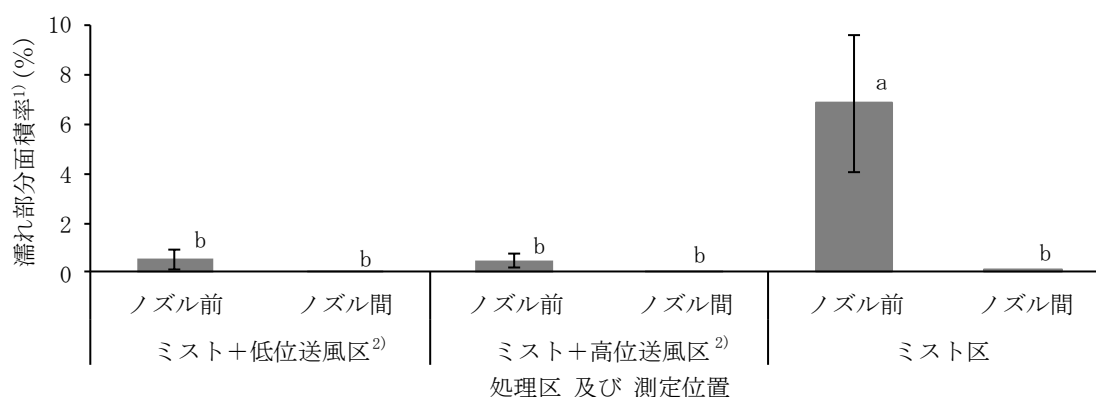 濡れ部分面積率1)(%)
10
8
6
4
2
0
b
b
b
b
a
b
ノズル前 ノズル間 ノズル前 ノズル間 ノズル前 ノズル間
ミスト+低位送風区2) ミスト+高位送風区2) ミスト区
処理区 及び 測定位置